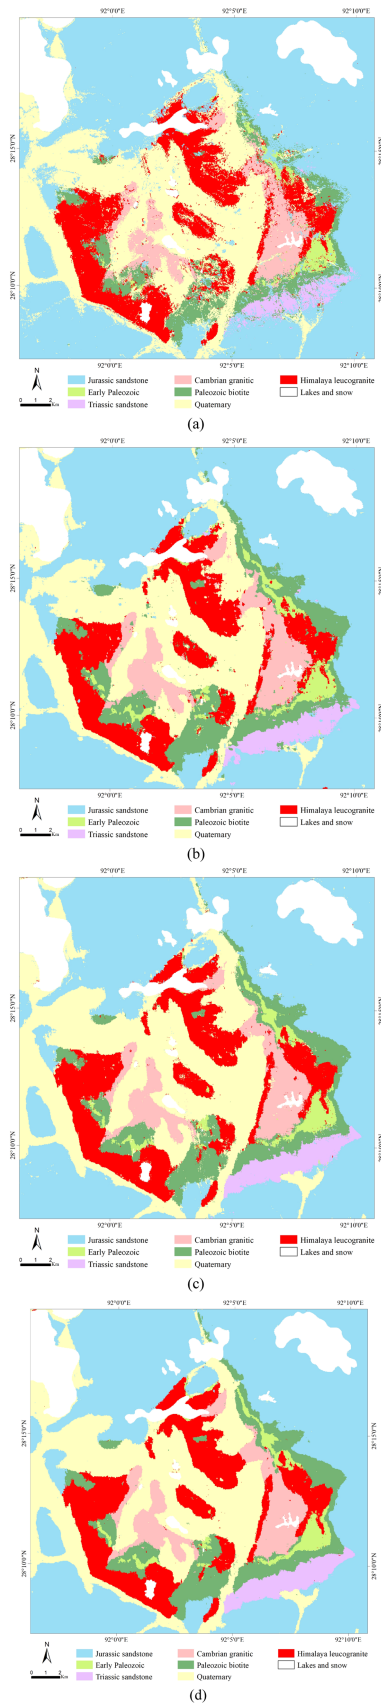 92°0'0"E 92°5'0"E 92°10'0"E
28°15'0"N
28°10'0"N
N
0 1 2 Km
Jurassic sandstone Cambrian granitic Himalaya leucogranite
Early Paleozoic Paleozoic biotite Lakes and snow
Triassic sandstone Quaternary
(a)
92°0'0"E 92°5'0"E 92°10'0"E
28°15'0"N
28°10'0"N
92°0'0"E 92°5'0"E 92°10'0"E
N
0 1 2 Km
Jurassic sandstone Cambrian granitic Himalaya leucogranite
Early Paleozoic Paleozoic biotite Lakes and snow
Triassic sandstone Quaternary
(b)
92°0'0"E 92°5'0"E 92°10'0"E
28°15'0"N
28°10'0"N
92°0'0"E 92°5'0"E 92°10'0"E
N
0 1 2 Km
Jurassic sandstone Cambrian granitic Himalaya leucogranite
Early Paleozoic Paleozoic biotite Lakes and snow
Triassic sandstone Quaternary
(c)
92°0'0"E 92°5'0"E 92°10'0"E
28°15'0"N 28°15'0"N
28°10'0"N 28°10'0"N
92°0'0"E 92°5'0"E 92°10'0"E
N
0 1 2 Km
Jurassic sandstone Cambrian granitic Himalaya leucogranite
Early Paleozoic Paleozoic biotite Lakes and snow
Triassic sandstone Quaternary
(d)